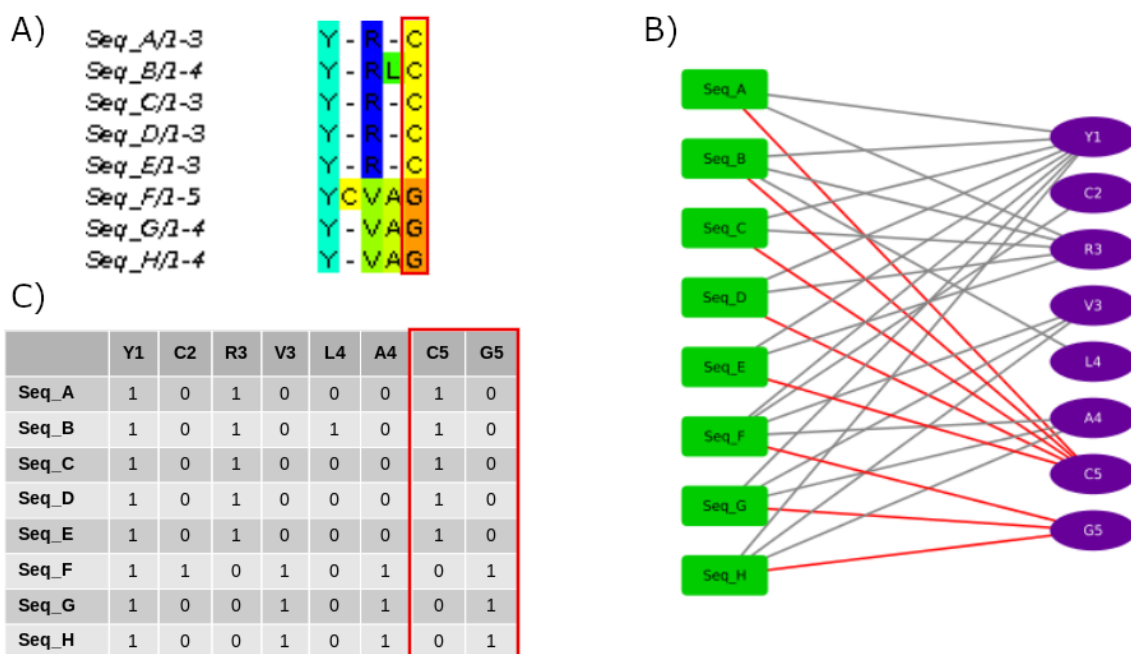 A)
Seq_A/1-3 Y - R - C
Seq_B/1-4 Y - R L C
Seq_C/1-3 Y - R - C
Seq_D/1-3 Y - R - C
Seq_E/1-3 Y - R - C
Seq_F/1-5 Y C V A G
Seq_G/1-4 Y - V A G
Seq_H/1-4 Y - V A G
B)
Seq_A
Seq_B
Seq_C
Seq_D
Seq_E
Seq_F
Seq_G
Seq_H
Y1
C2
R3
V3
L4
A4
C5
G5
C)
Y1 C2 R3 V3 L4 A4 C5 G5
Seq_A 1 0 1 0 0 0 1 0
Seq_B 1 0 1 0 1 0 1 0
Seq_C 1 0 1 0 0 0 1 0
Seq_D 1 0 1 0 0 0 1 0
Seq_E 1 0 1 0 0 0 1 0
Seq_F 1 1 0 1 0 1 0 1
Seq_G 1 0 0 1 0 1 0 1
Seq_H 1 0 0 1 0 1 0 1